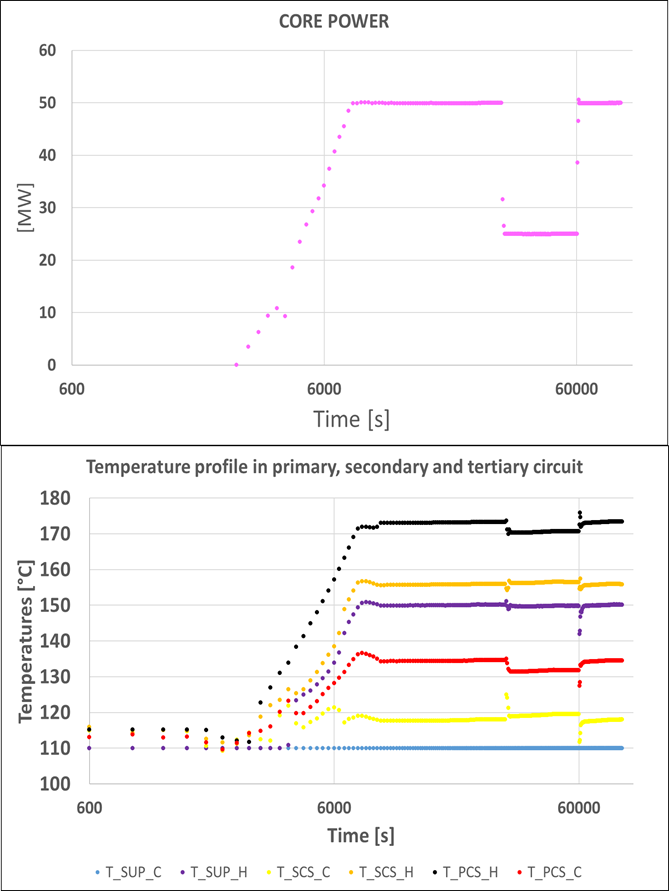 CORE POWER
60
50
40
30
20
10
0
[MW]
600 6000 60000
Time [s]
Temperature profile in primary, secondary and tertiary circuit
180
170
160
150
140
130
120
110
100
Temperatures [°C]
600 6000 60000
Time [s]
T_SUP_C T_SUP_H T_SCS_C T_SCS_H T_PCS_H T_PCS_C